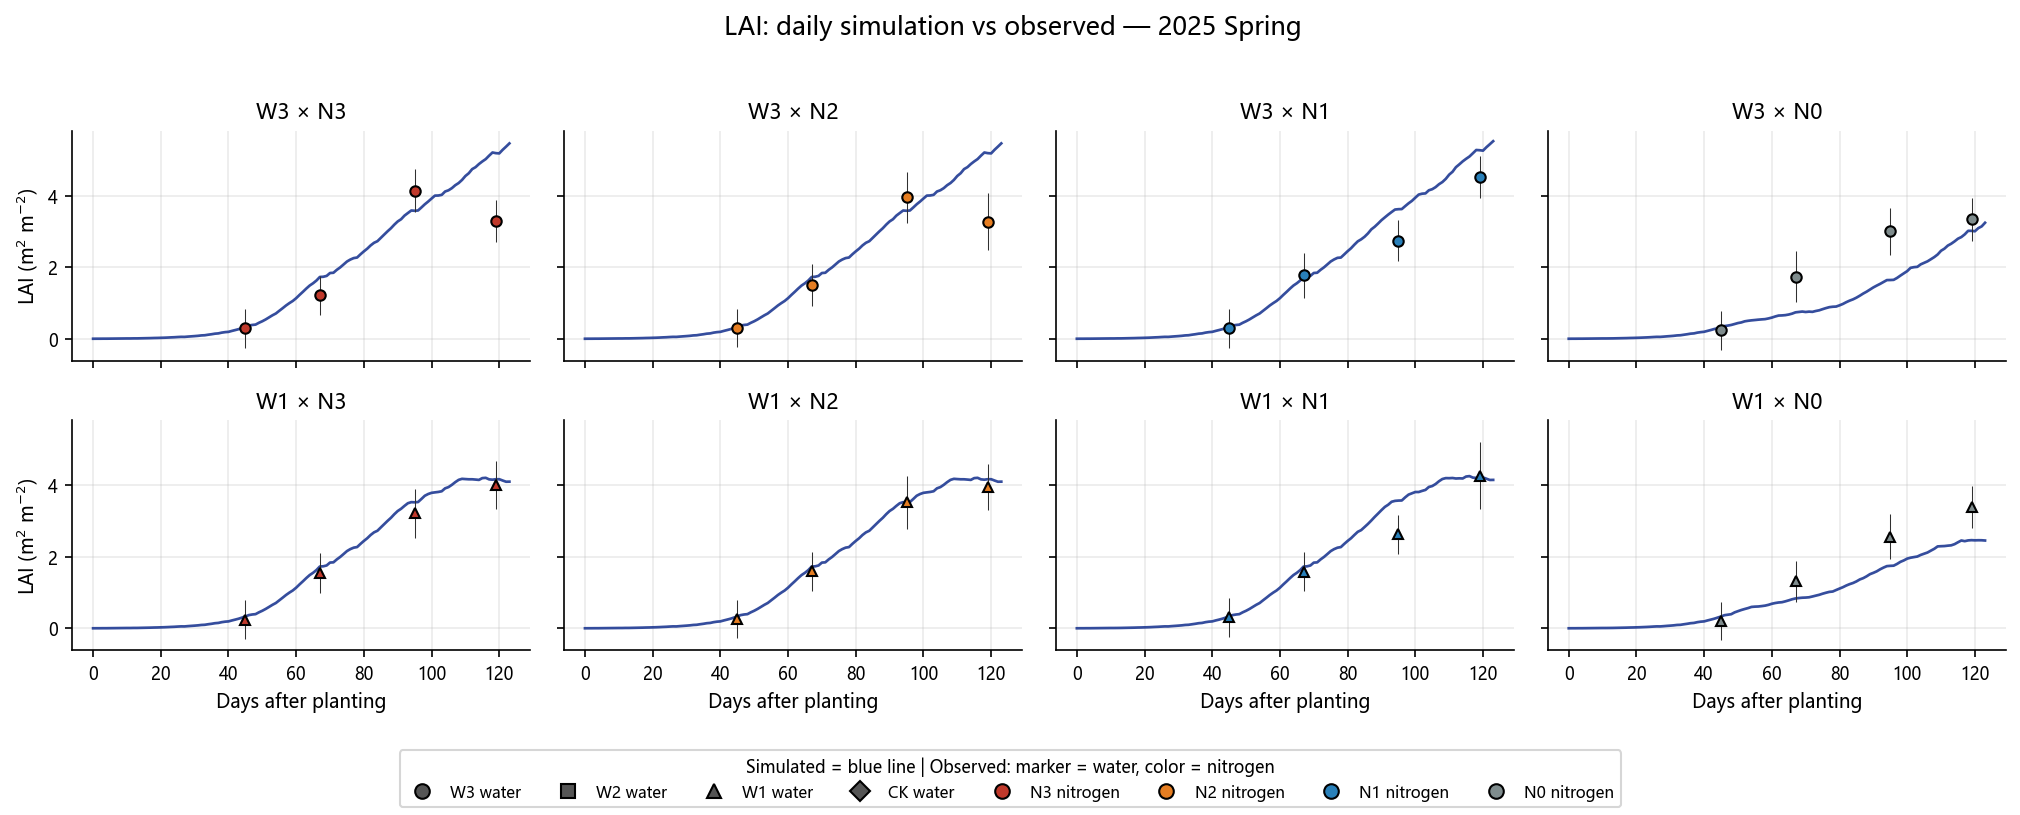 LAI: daily simulation vs observed — 2025 Spring
W3 × N3
W3 × N2
W3 × N1
W3 × N0
LAI (m² m⁻²)
4
2
0
W1 × N3
W1 × N2
W1 × N1
W1 × N0
LAI (m² m⁻²)
4
2
0
0 20 40 60 80 100 120
0 20 40 60 80 100 120
0 20 40 60 80 100 120
0 20 40 60 80 100 120
Days after planting
Days after planting
Days after planting
Days after planting
Simulated = blue line | Observed: marker = water, color = nitrogen
W3 water W2 water W1 water CK water N3 nitrogen N2 nitrogen N1 nitrogen N0 nitrogen